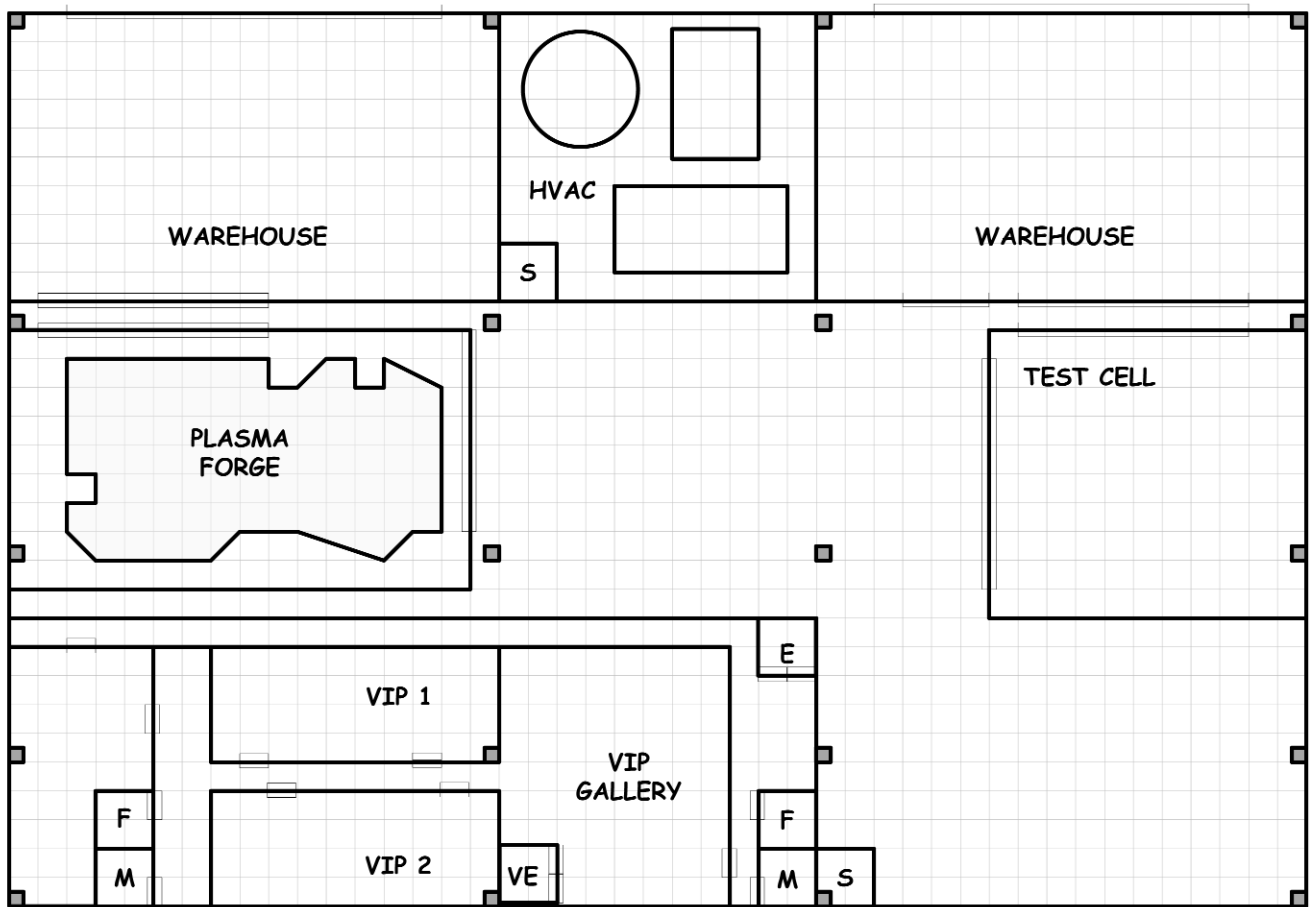 HVAC
WAREHOUSE
WAREHOUSE
S
TEST CELL
PLASMA
FORGE
E
VIP 1
VIP
GALLERY
F
F
VIP 2
VE
M
M
S